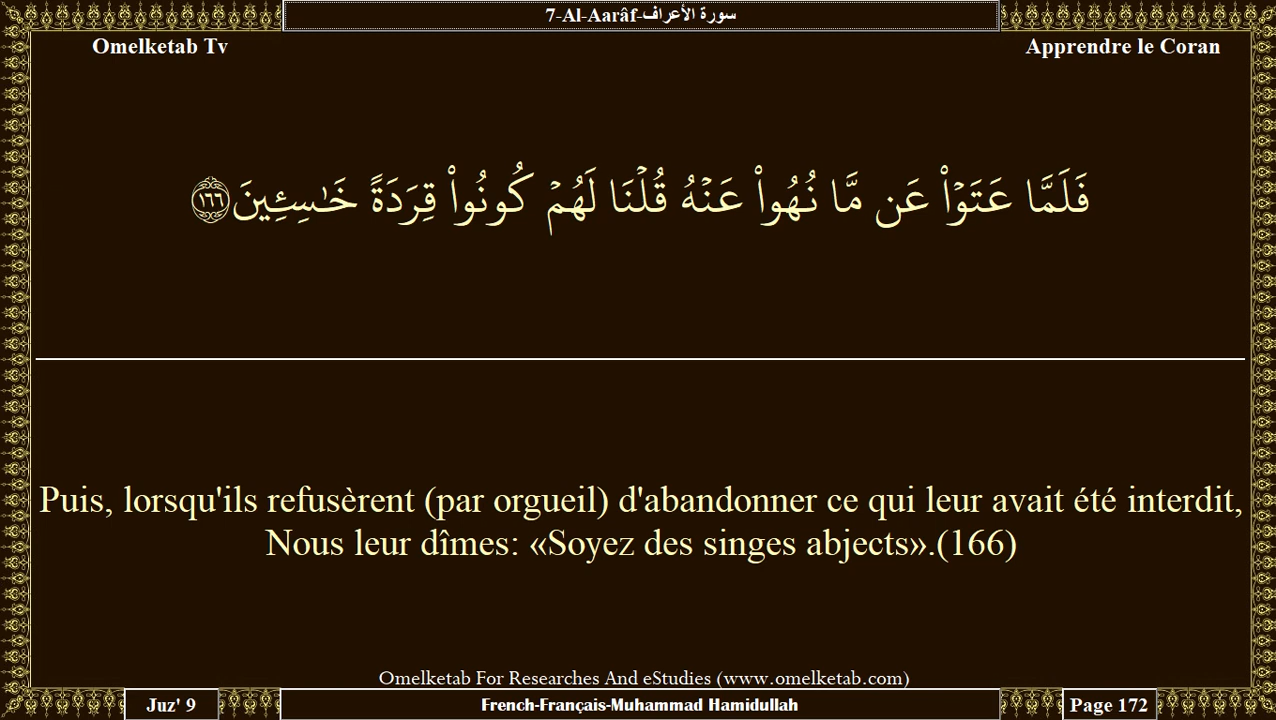 7-Al-Aarâf-سورة الأعراف
Omelketab Tv
Apprendre le Coran
فَلَمَّا عَتَوۡاْ عَن مَّا نُهُواْ عَنۡهُ قُلۡنَا لَهُمۡ كُونُواْ قِرَدَةً خَٰسِـِٔينَ ١٦٦
Puis, lorsqu'ils refusèrent (par orgueil) d'abandonner ce qui leur avait été interdit,
Nous leur dîmes: «Soyez des singes abjects».(166)
Omelketab For Researches And eStudies (www.omelketab.com)
Juz' 9
French-Français-Muhammad Hamidullah
Page 172